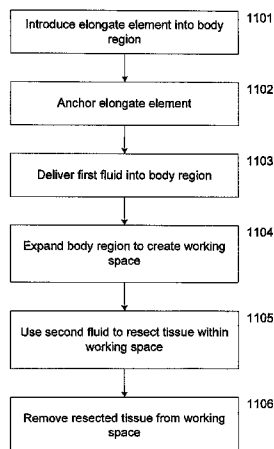 1101
Introduce elongate element into body
region
1102
Anchor elongate element
1103
Deliver first fluid into body region
1104
Expand body region to create working
space
1105
Use second fluid to resect tissue within
working space
1106
Remove resected tissue from working
space